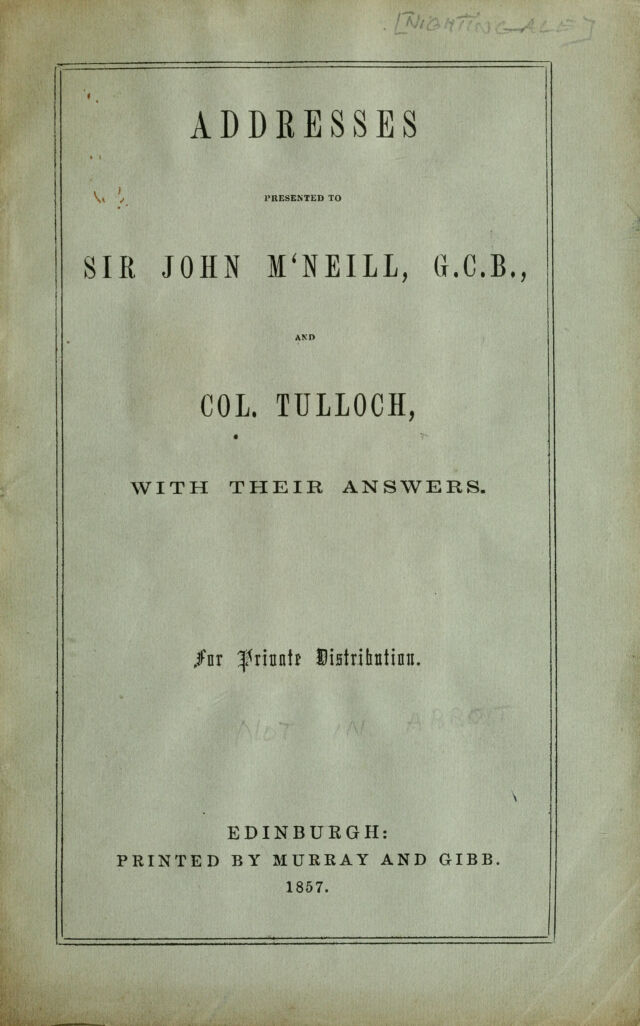 [NIGHTINGALE]
ADDRESSES
PRESENTED TO
SIR JOHN M‘NEILL, G.C.B.,
AND
COL. TULLOCH,
WITH THEIR ANSWERS.
For Private Distribution.
NOT IN ABBOTT
EDINBURGH:
PRINTED BY MURRAY AND GIBB.
1857.